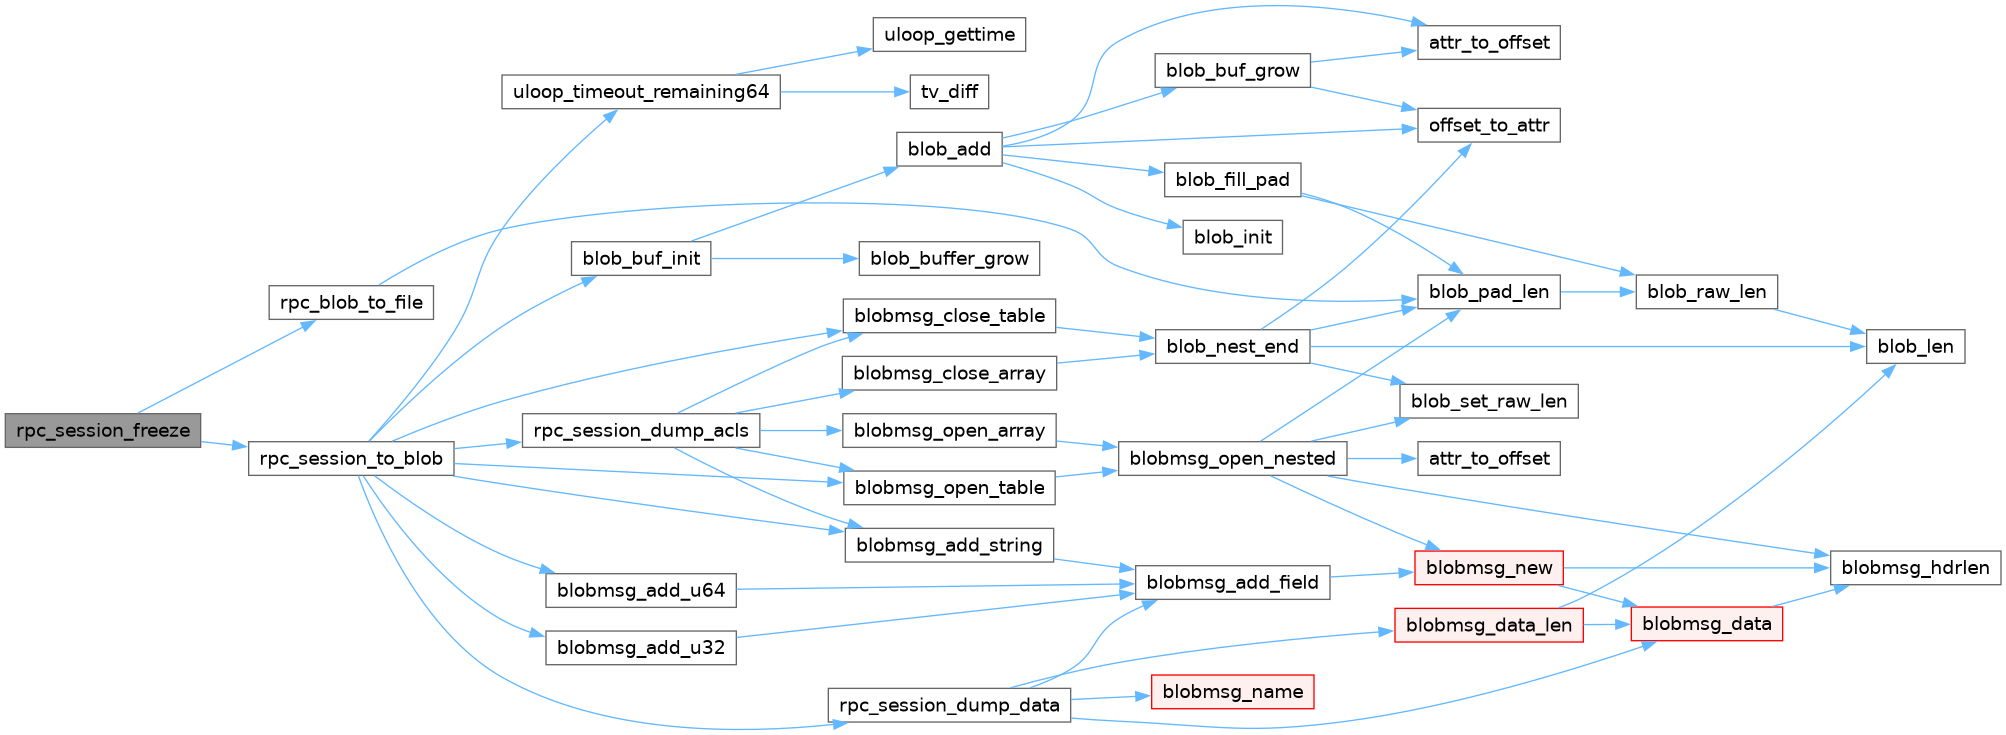 rpc_session_freeze
rpc_blob_to_file
rpc_session_to_blob
uloop_timeout_remaining64
blob_buf_init
rpc_session_dump_acls
blobmsg_add_u64
blobmsg_add_u32
uloop_gettime
tv_diff
blob_add
blob_buffer_grow
blobmsg_close_table
blobmsg_close_array
blobmsg_open_array
blobmsg_open_table
blobmsg_add_string
rpc_session_dump_data
blob_buf_grow
blob_fill_pad
blob_init
blob_nest_end
blobmsg_open_nested
blobmsg_add_field
blobmsg_name
attr_to_offset
offset_to_attr
blob_pad_len
blob_set_raw_len
attr_to_offset
blobmsg_new
blobmsg_data_len
blob_raw_len
blobmsg_data
blob_len
blobmsg_hdrlen